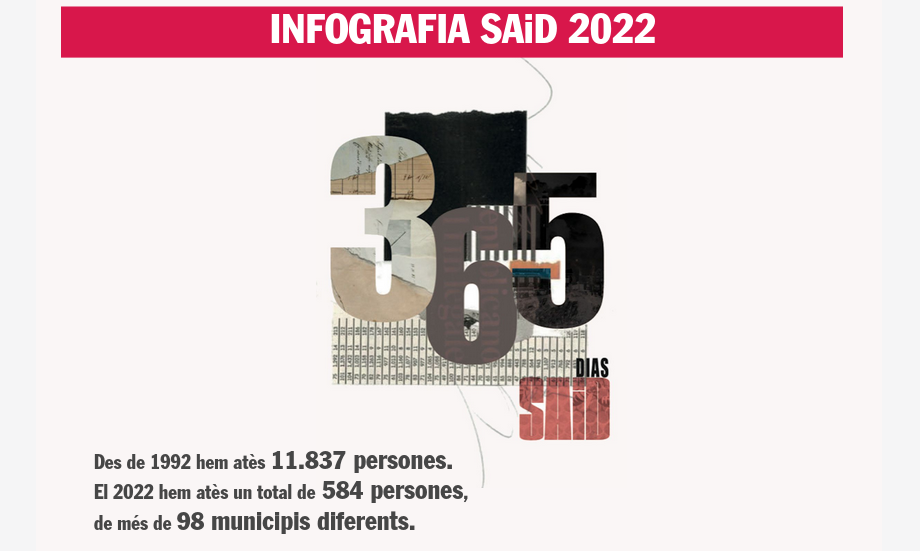 INFOGRAFIA SAiD 2022
365
DIAS
SAiD
Des de 1992 hem atès 11.837 persones.
El 2022 hem atès un total de 584 persones,
de més de 98 municipis diferents.